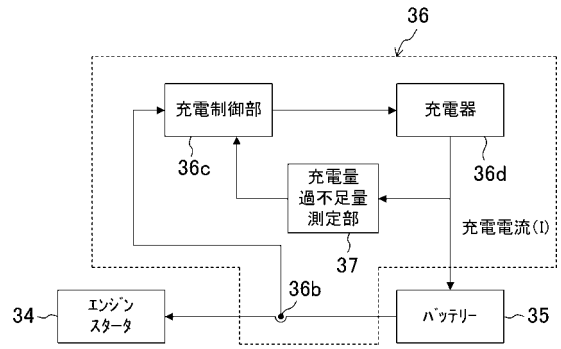 36
充電制御部
充電器
36c
36d
充電量
過不足量
測定部
37
充電電流(I)
36b
34
エンジン
スタータ
バッテリー
35